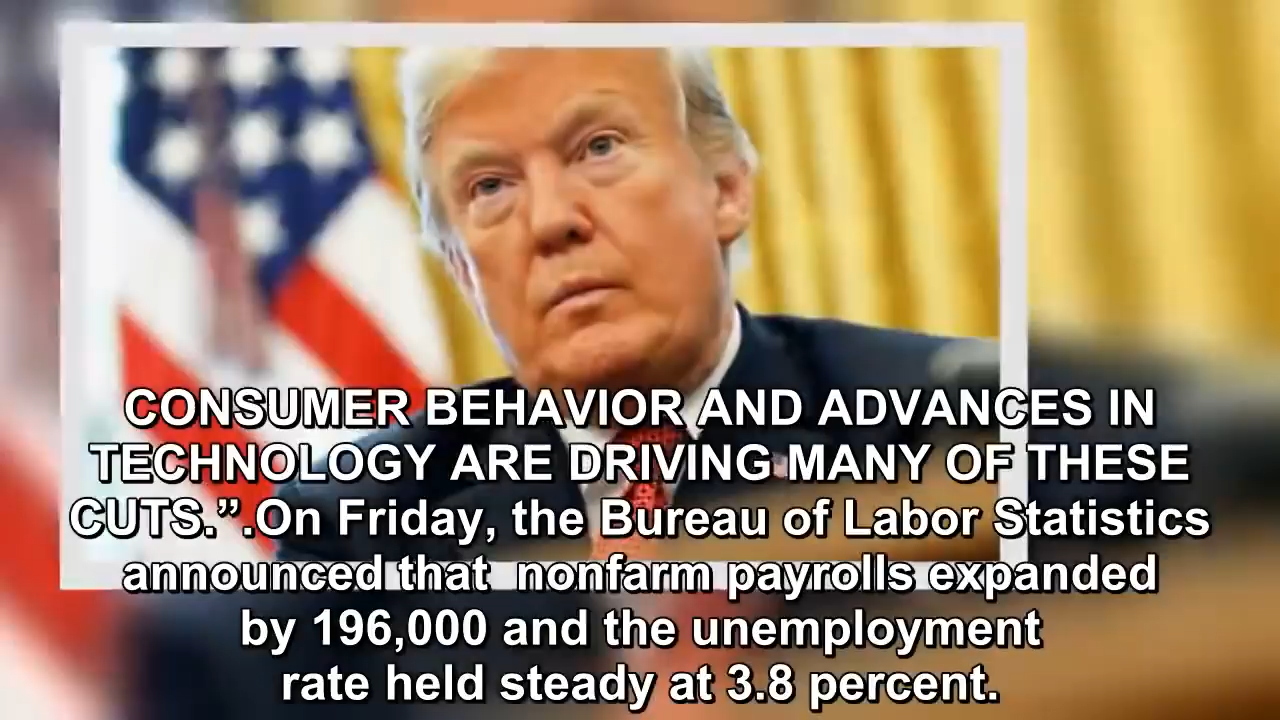 CONSUMER BEHAVIOR AND ADVANCES IN
TECHNOLOGY ARE DRIVING MANY OF THESE
CUTS.”.On Friday, the Bureau of Labor Statistics
announced that  nonfarm payrolls expanded
by 196,000 and the unemployment
rate held steady at 3.8 percent.